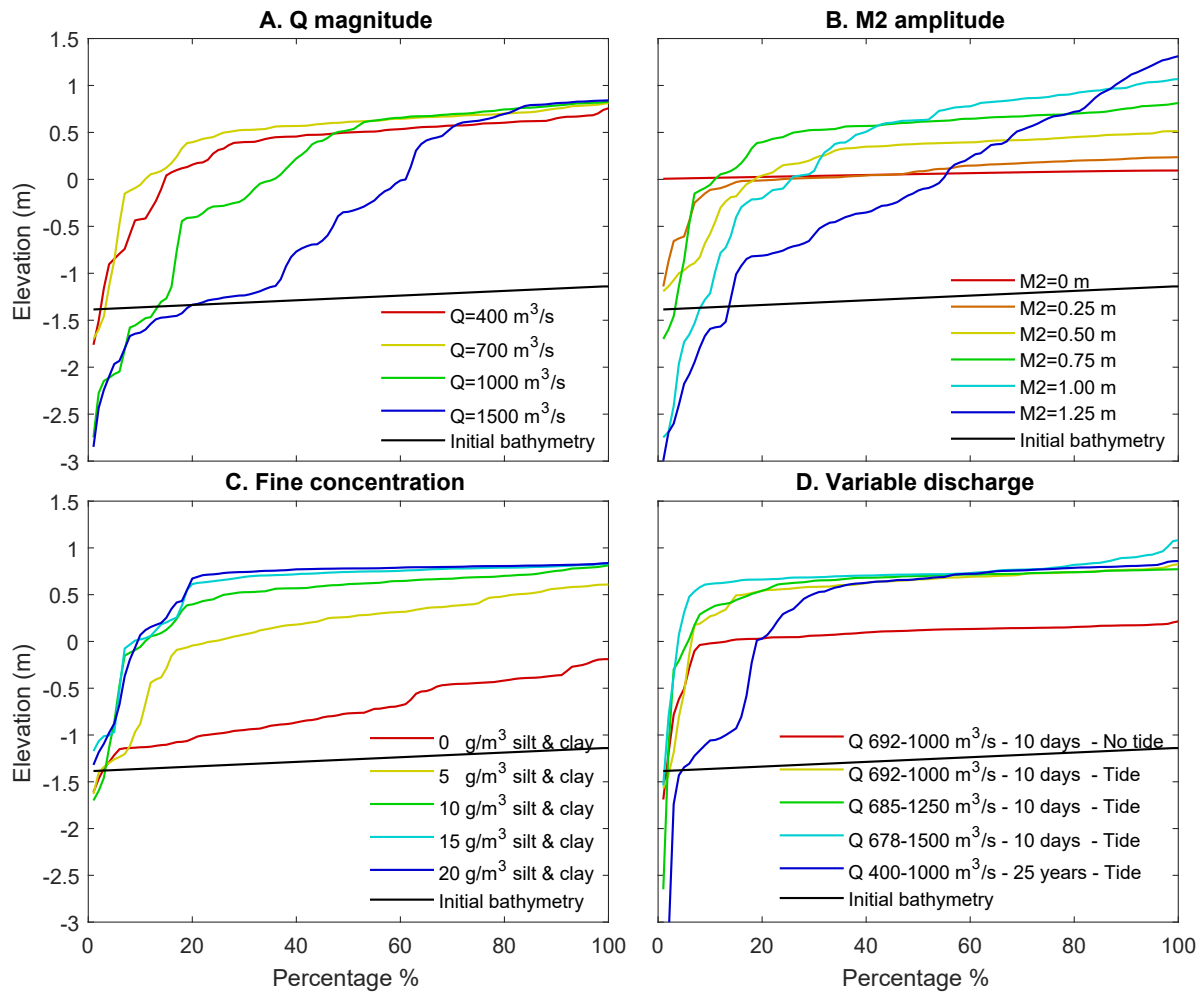 A. Q magnitude
1.5
1
0.5
0
-0.5
-1
-1.5
-2
-2.5
-3
Elevation (m)
Q=400 m³/s
Q=700 m³/s
Q=1000 m³/s
Q=1500 m³/s
Initial bathymetry
B. M2 amplitude
M2=0 m
M2=0.25 m
M2=0.50 m
M2=0.75 m
M2=1.00 m
M2=1.25 m
Initial bathymetry
C. Fine concentration
1.5
1
0.5
0
-0.5
-1
-1.5
-2
-2.5
-3
Elevation (m)
0 g/m³ silt & clay
5 g/m³ silt & clay
10 g/m³ silt & clay
15 g/m³ silt & clay
20 g/m³ silt & clay
Initial bathymetry
0 20 40 60 80 100
Percentage %
D. Variable discharge
Q 692-1000 m³/s - 10 days - No tide
Q 692-1000 m³/s - 10 days - Tide
Q 685-1250 m³/s - 10 days - Tide
Q 678-1500 m³/s - 10 days - Tide
Q 400-1000 m³/s - 25 years - Tide
Initial bathymetry
0 20 40 60 80 100
Percentage %